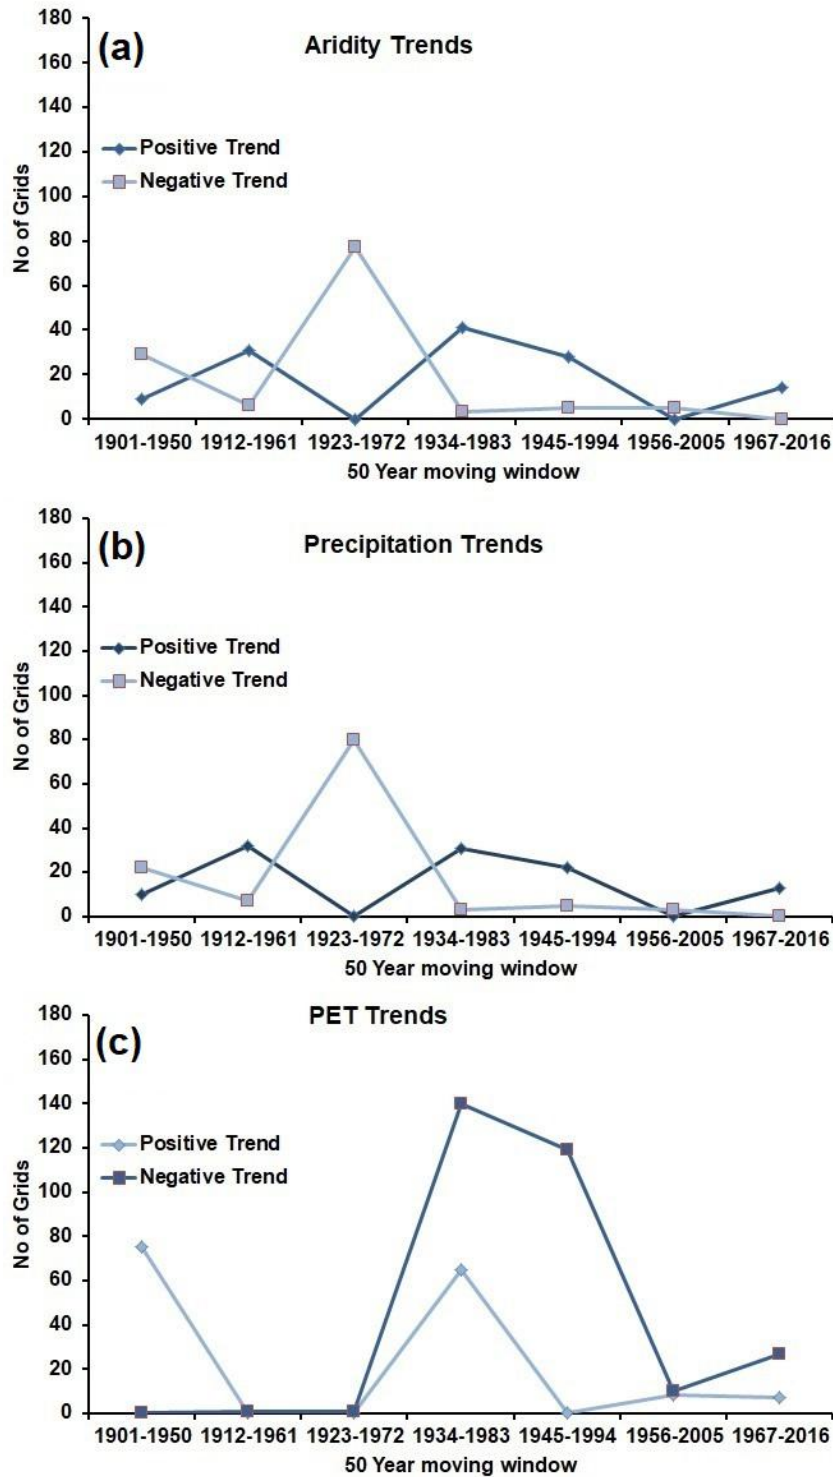 (a) Aridity Trends
180
160
140
120
100
80
60
40
20
0
No of Grids
Positive Trend
Negative Trend
1901-1950 1912-1961 1923-1972 1934-1983 1945-1994 1956-2005 1967-2016
50 Year moving window
(b) Precipitation Trends
180
160
140
120
100
80
60
40
20
0
No of Grids
Positive Trend
Negative Trend
1901-1950 1912-1961 1923-1972 1934-1983 1945-1994 1956-2005 1967-2016
50 Year moving window
PET Trends
(c)
180
160
140
120
100
80
60
40
20
0
No of Grids
Positive Trend
Negative Trend
1901-1950 1912-1961 1923-1972 1934-1983 1945-1994 1956-2005 1967-2016
50 Year moving window